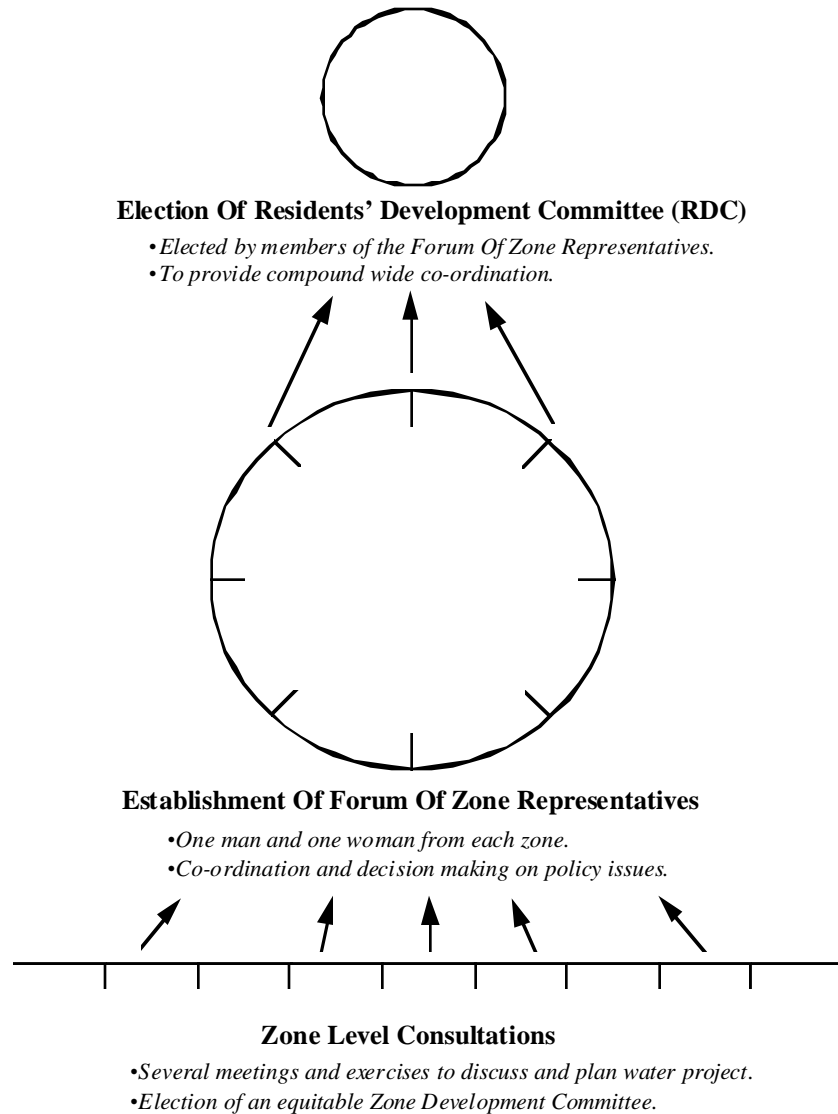 Election Of Residents’ Development Committee (RDC)
•Elected by members of the Forum Of Zone Representatives.
•To provide compound wide co-ordination.
Establishment Of Forum Of Zone Representatives
•One man and one woman from each zone.
•Co-ordination and decision making on policy issues.
Zone Level Consultations
•Several meetings and exercises to discuss and plan water project.
•Election of an equitable Zone Development Committee.